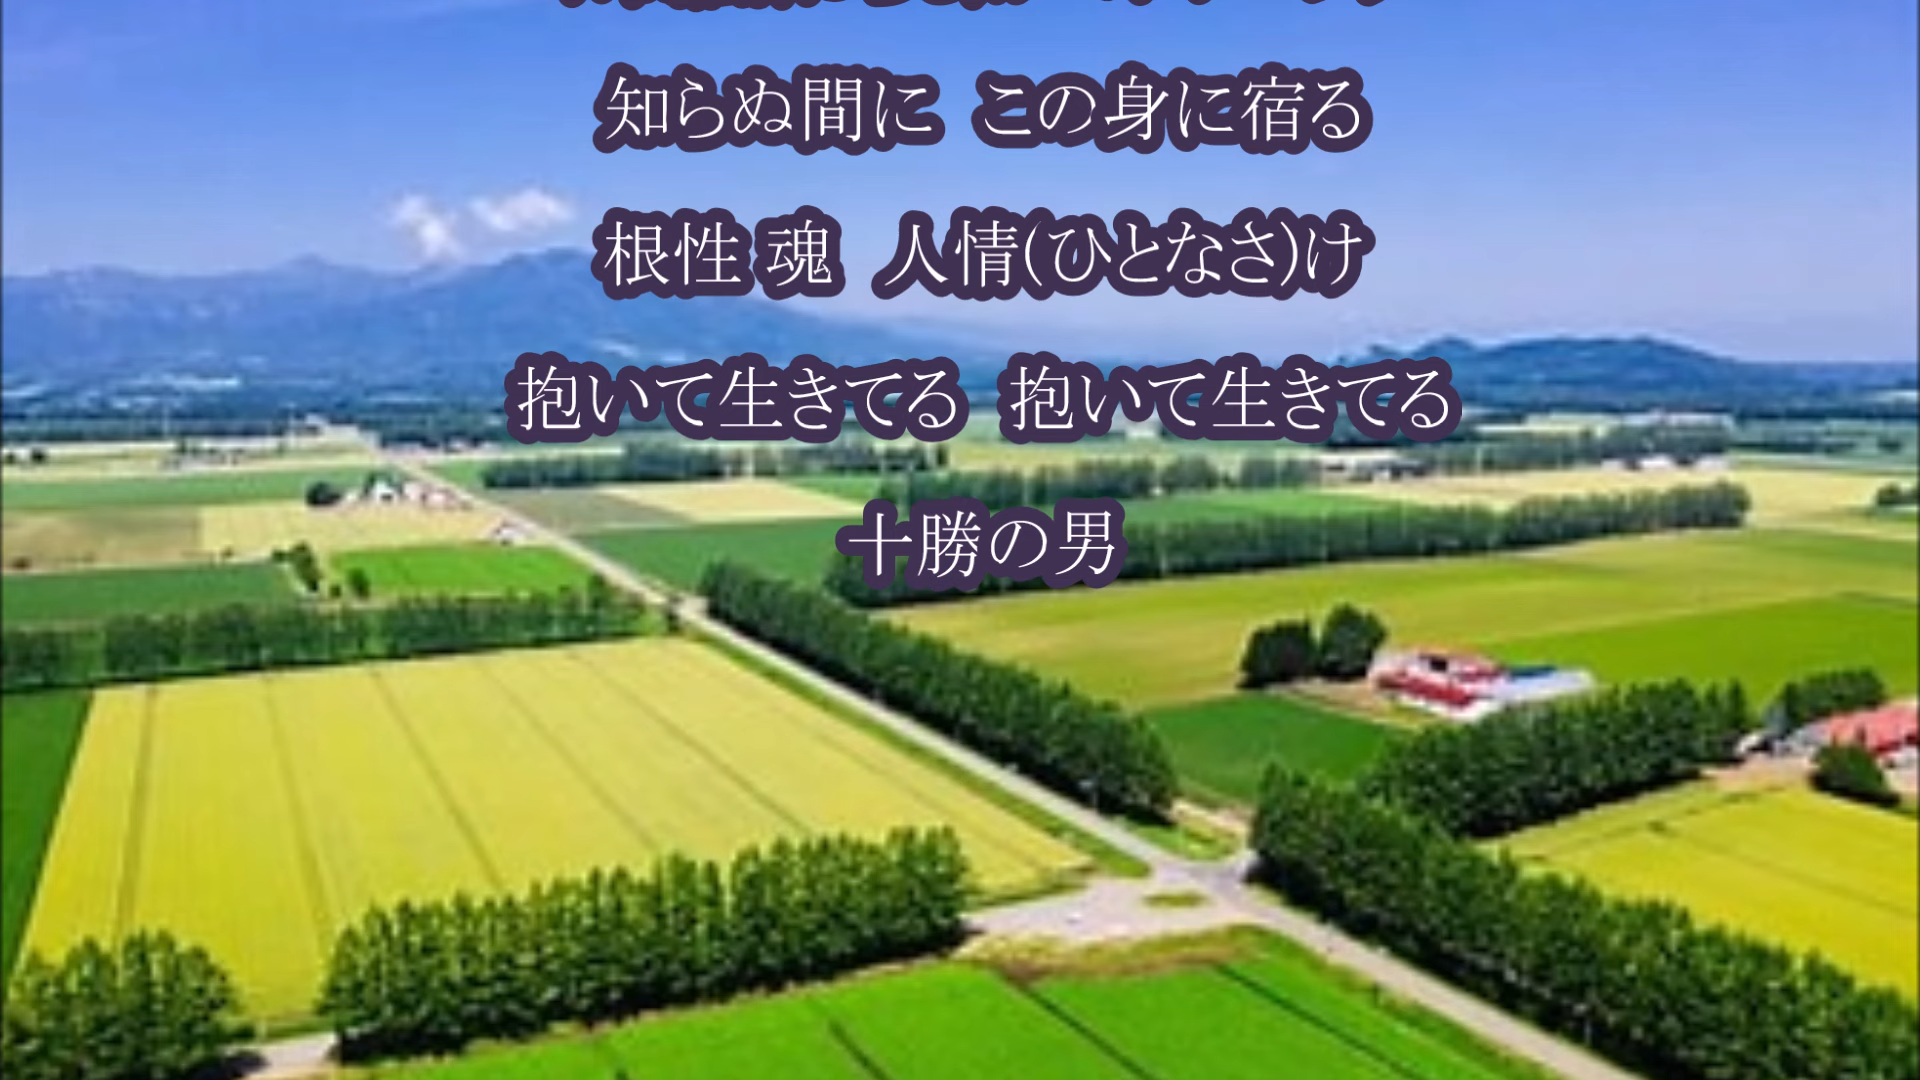 知らぬ間に　この身に宿る
根性 魂　人情(ひとなさ)け
抱いて生きてる　抱いて生きてる
十勝の男